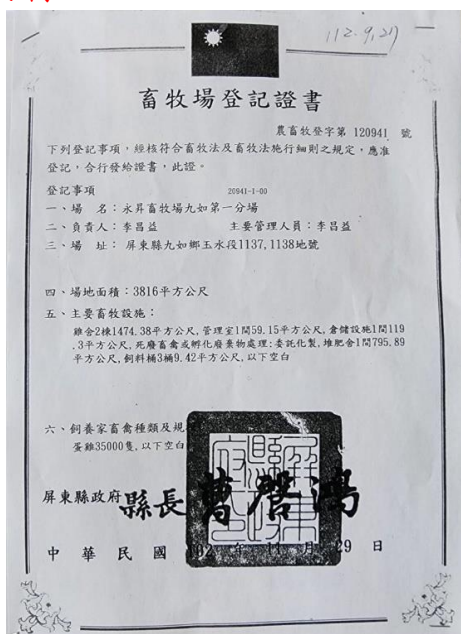 112.9.27
畜牧場登記證書
農畜牧登字第 120941 號
下列登記事項，經核符合畜牧法及畜牧法施行細則之規定，應准
登記，合行發給證書，此證。
登記事項 20941-1-00
一、場　名：永昇畜牧場九如第一分場
二、負責人：李昌益　主要管理人員：李昌益
三、場　址：屏東縣九如鄉玉水段1137,1138地號
四、場地面積：3816平方公尺
五、主要畜牧設施：
雞舍2棟1474.38平方公尺,管理室1間59.15平方公尺,倉儲設施1間119
.3平方公尺,死廢畜禽或孵化廢棄物處理:委託化製,堆肥舍1間795.89
平方公尺,飼料桶3桶9.42平方公尺,以下空白
六、飼養家畜禽種類及規
蛋雞35000隻,以下空白
屏東縣政府 縣長 曹啓鴻
屏東縣政府印
中華民國 102 年 11 月 29 日